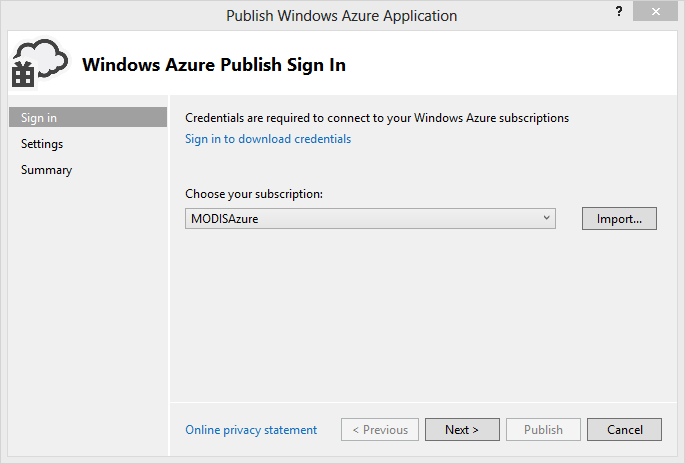 Publish Windows Azure Application
?
Windows Azure Publish Sign In
Sign in
Settings
Summary
Credentials are required to connect to your Windows Azure subscriptions
Sign in to download credentials
Choose your subscription:
MODISAzure
Import...
Online privacy statement
< Previous
Next >
Publish
Cancel